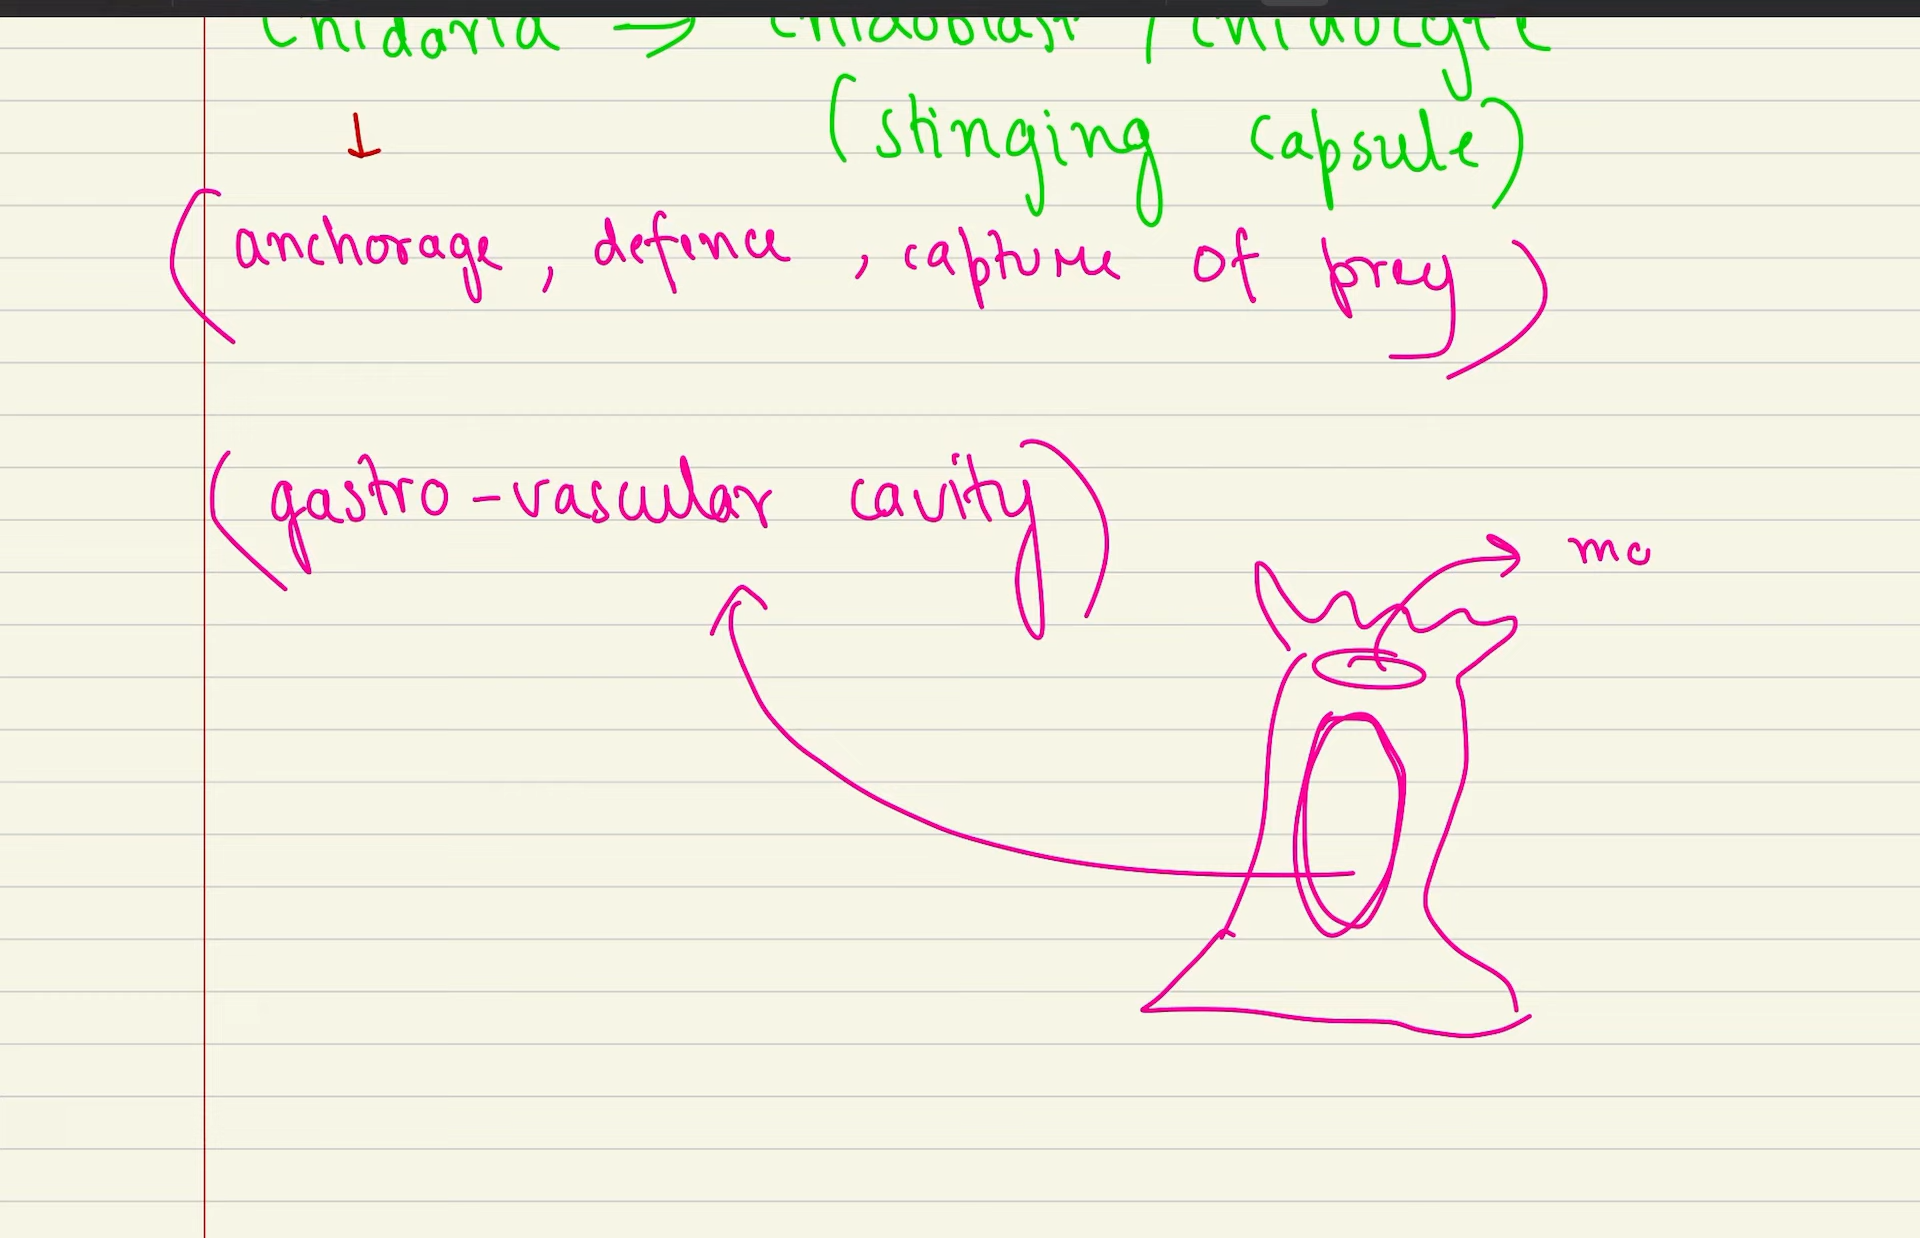 Cnidaria → cnidoblast / cnidocyte
(stinging capsule)
(anchorage, defence, capture of prey)
(gastro-vascular cavity)
mo